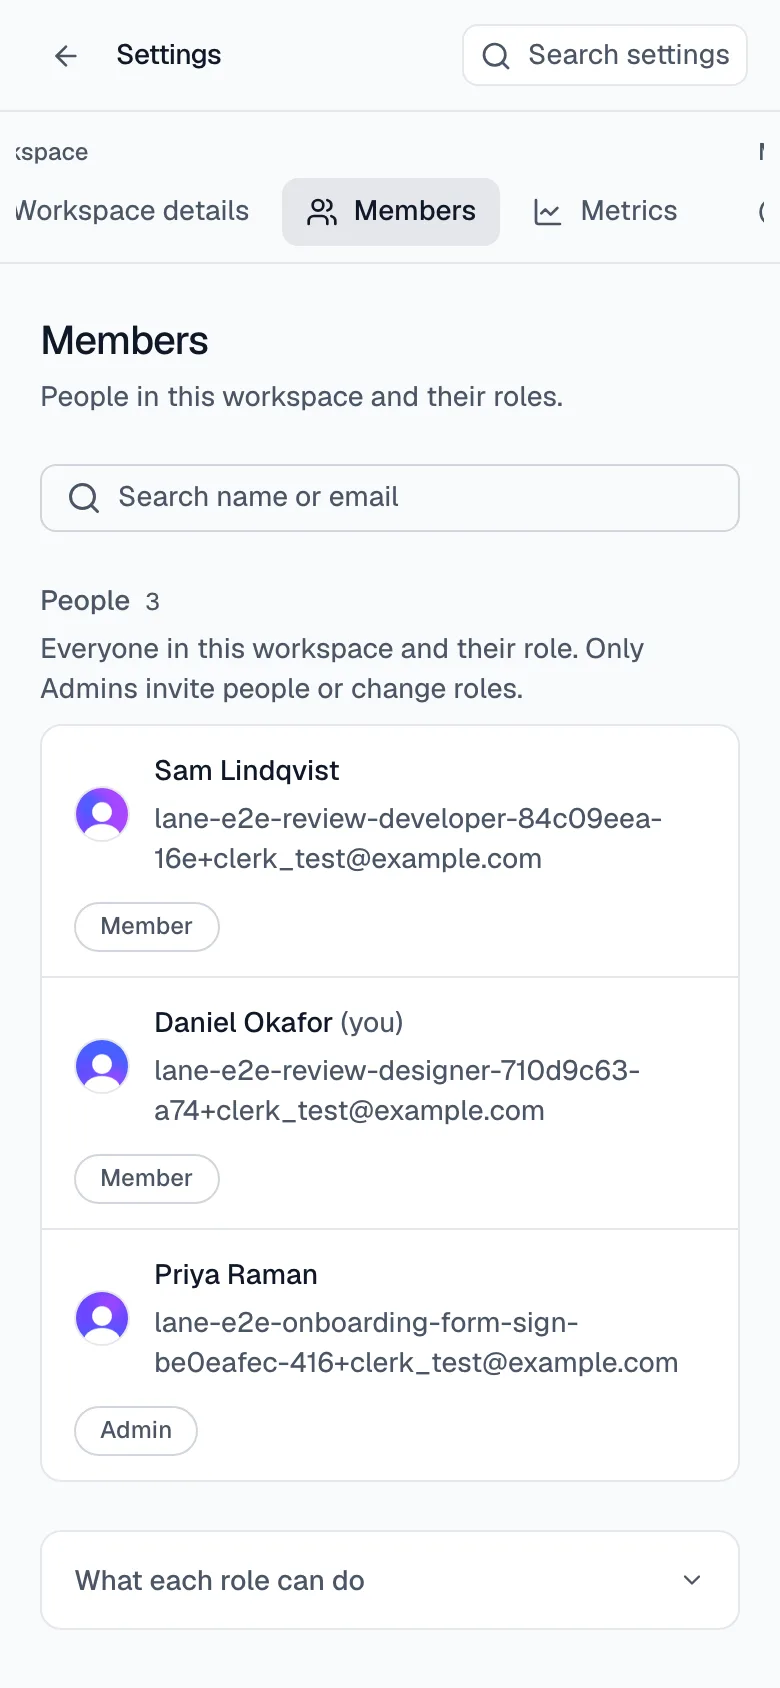 Settings
Search settings
kspace
Workspace details
Members
Metrics
Members
People in this workspace and their roles.
Search name or email
People 3
Everyone in this workspace and their role. Only
Admins invite people or change roles.
Sam Lindqvist
lane-e2e-review-developer-84c09eea-
16e+clerk_test@example.com
Member
Daniel Okafor (you)
lane-e2e-review-designer-710d9c63-
a74+clerk_test@example.com
Member
Priya Raman
lane-e2e-onboarding-form-sign-
be0eafec-416+clerk_test@example.com
Admin
What each role can do